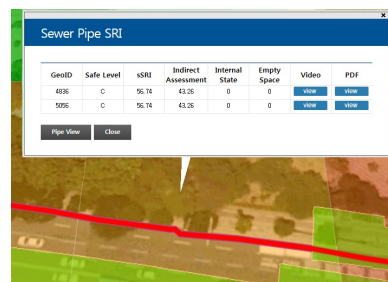 x
Sewer Pipe SRI
GeoID Safe Level sSRI Indirect Assessment Internal State Empty Space Video PDF
4836 C 56.74 43.26 0 0 view view
5056 C 56.74 43.26 0 0 view view
Pipe View Close